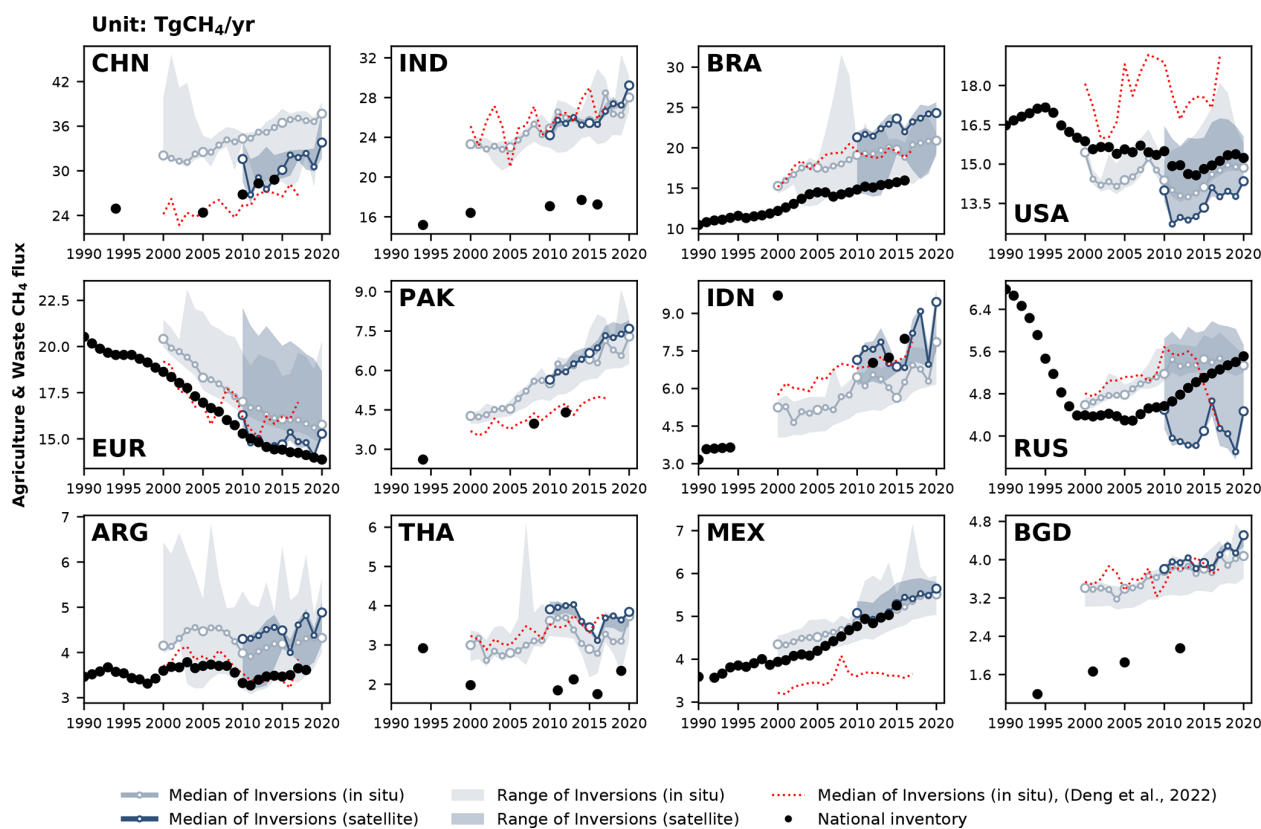 Unit: TgCH₄/yr
Agriculture & Waste CH₄ flux
CHN
42
36
30
24
1990 1995 2000 2005 2010 2015 2020
IND
32
28
24
20
16
1990 1995 2000 2005 2010 2015 2020
BRA
30
25
20
15
10
1990 1995 2000 2005 2010 2015 2020
USA
18.0
16.5
15.0
13.5
1990 1995 2000 2005 2010 2015 2020
EUR
22.5
20.0
17.5
15.0
1990 1995 2000 2005 2010 2015 2020
PAK
9.0
7.5
6.0
4.5
3.0
1990 1995 2000 2005 2010 2015 2020
IDN
9.0
7.5
6.0
4.5
3.0
1990 1995 2000 2005 2010 2015 2020
RUS
6.4
5.6
4.8
4.0
1990 1995 2000 2005 2010 2015 2020
ARG
7
6
5
4
3
1990 1995 2000 2005 2010 2015 2020
THA
6
5
4
3
2
1990 1995 2000 2005 2010 2015 2020
MEX
7
6
5
4
3
1990 1995 2000 2005 2010 2015 2020
BGD
4.8
4.0
3.2
2.4
1.6
1990 1995 2000 2005 2010 2015 2020
Median of Inversions (in situ)
Median of Inversions (satellite)
Range of Inversions (in situ)
Range of Inversions (satellite)
Median of Inversions (in situ), (Deng et al., 2022)
National inventory